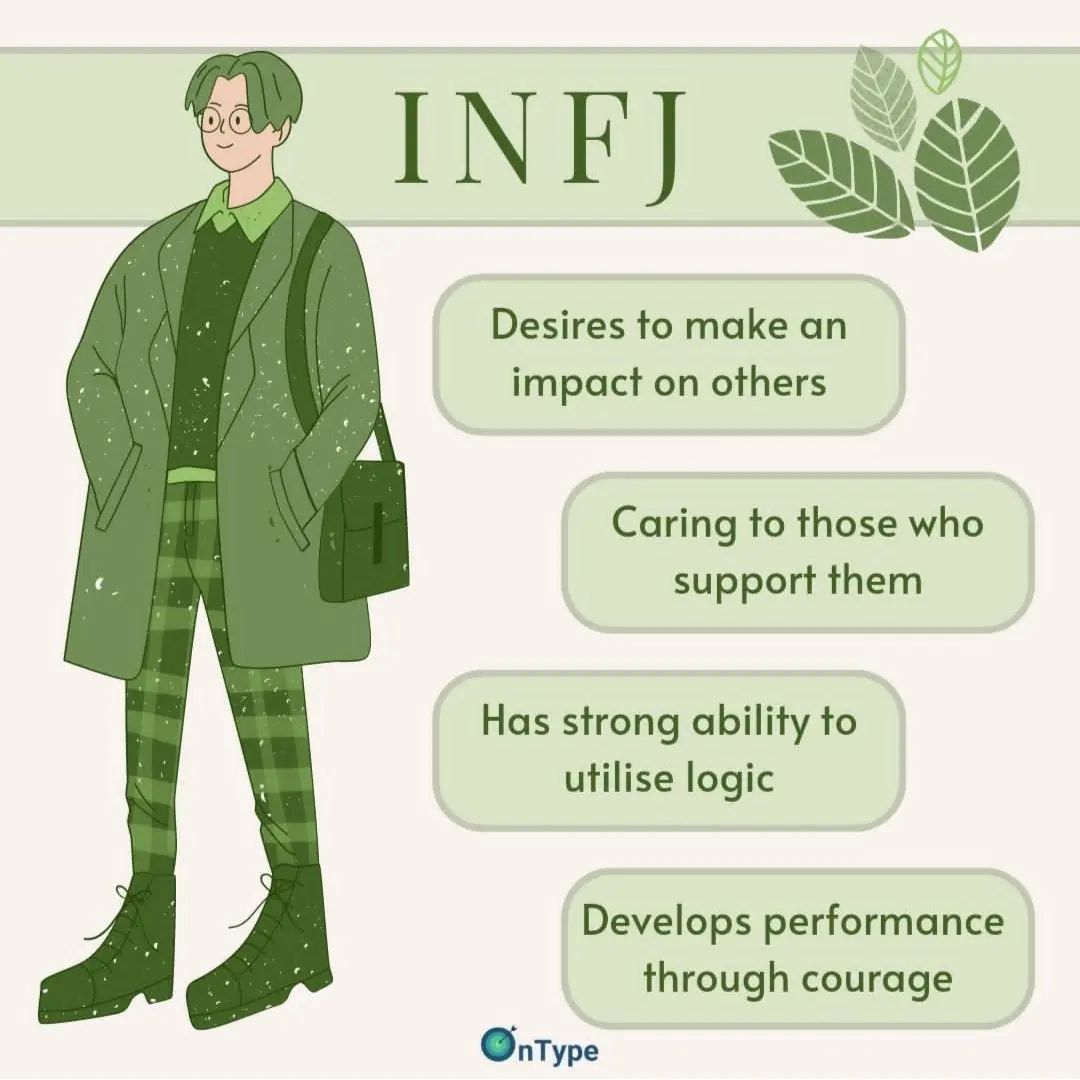 INFJ
Desires to make an
impact on others
Caring to those who
support them
Has strong ability to
utilise logic
Develops performance
through courage
OnType